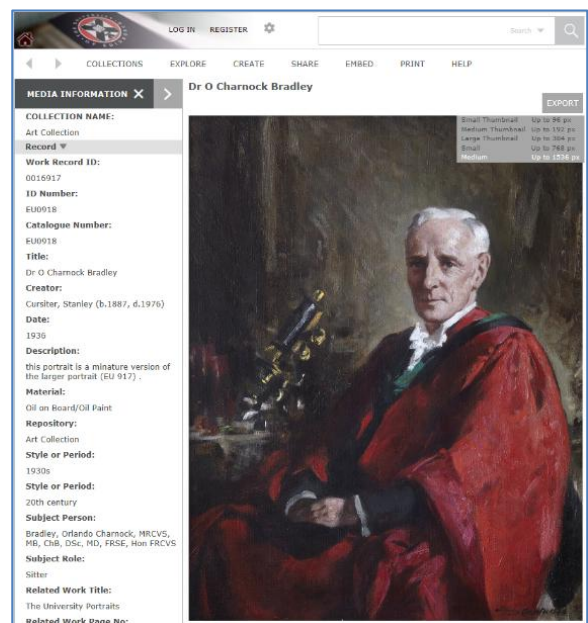 LOG IN REGISTER
Search
COLLECTIONS EXPLORE CREATE SHARE EMBED PRINT HELP
MEDIA INFORMATION X >
COLLECTION NAME:
Art Collection
Record
Work Record ID:
0016917
ID Number:
EU0918
Catalogue Number:
EU0918
Title:
Dr O Charnock Bradley
Creator:
Cursiter, Stanley (b.1887, d.1976)
Date:
1936
Description:
this portrait is a minature version of
the larger portrait (EU 917) .
Material:
Oil on Board/Oil Paint
Repository:
Art Collection
Style or Period:
1930s
Style or Period:
20th century
Subject Person:
Bradley, Orlando Charnock, MRCVS,
MB, ChB, DSc, MD, FRSE, Hon FRCVS
Subject Role:
Sitter
Related Work Title:
The University Portraits
Related Work Page No:
Dr O Charnock Bradley
EXPORT
Small Thumbnail Up to 96 px
Medium Thumbnail Up to 192 px
Large Thumbnail Up to 384 px
Small Up to 768 px
Medium Up to 1536 px